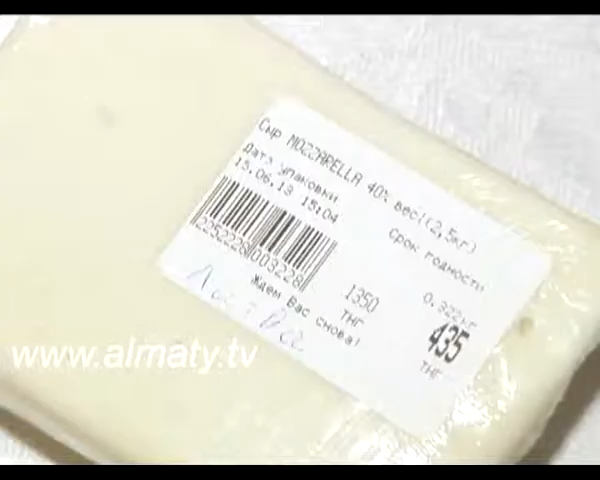 Сыр MOZZARELLA 40% вес!(2,5кг)
Дата упаковки
Срок годности
15.06.13 15:04
2252228003228
1350
ТНГ
0.322кг
435
ТНГ
Ждем Вас снова!
www.almaty.tv